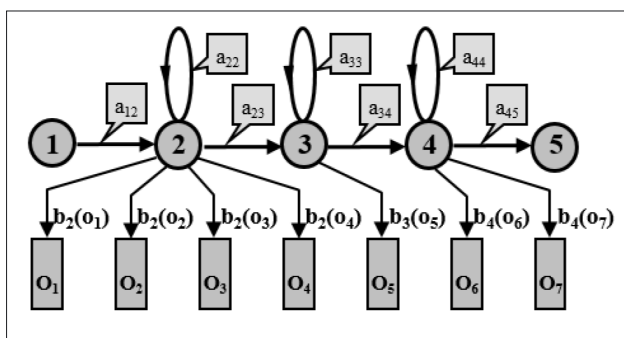 a₂₂ a₃₃ a₄₄
a₁₂ a₂₃ a₃₄ a₄₅
1 2 3 4 5
b₂(o₁) b₂(o₂) b₂(o₃) b₂(o₄) b₃(o₅) b₄(o₆) b₄(o₇)
O₁ O₂ O₃ O₄ O₅ O₆ O₇